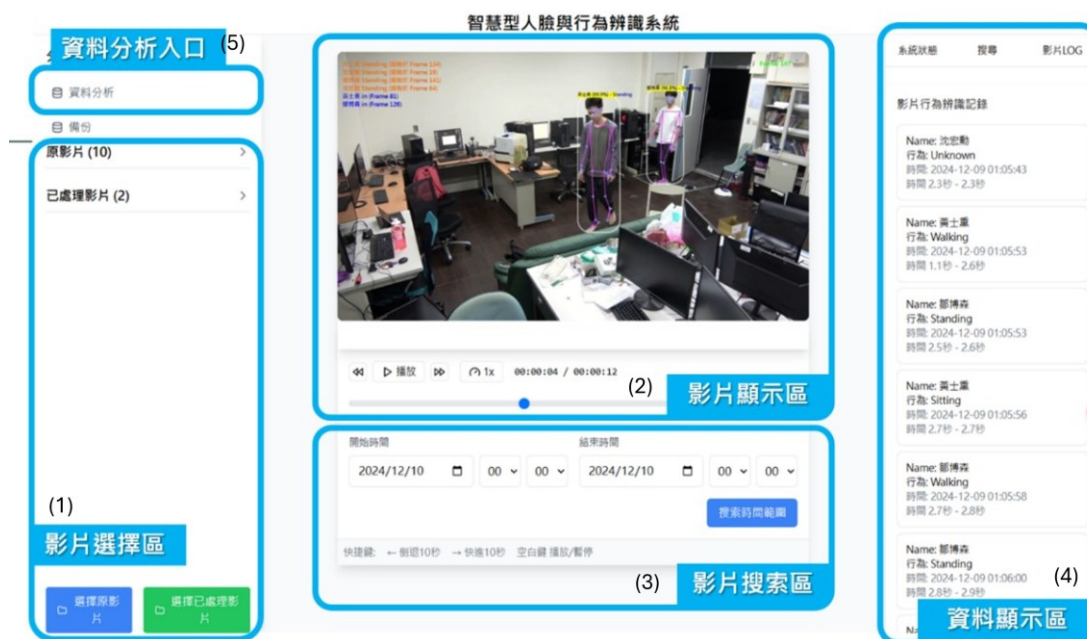 智慧型人臉與行為辨識系統
資料分析入口 (5)
資料分析
備份
原影片 (10)
已處理影片 (2)
(1)
影片選擇區
選擇原影片
選擇已處理影片
播放
1x
00:00:04 / 00:00:12
(2)
影片顯示區
開始時間
結束時間
2024/12/10 00 00
2024/12/10 00 00
搜索時間範圍
快捷鍵: ← 倒退10秒 → 快進10秒 空白鍵 播放/暫停
(3)
影片搜索區
系統狀態 搜尋 影片LOG
影片行為辨識記錄
Name: 沈宏勳
行為: Unknown
時間: 2024-12-09 01:05:43
時間 2.3秒 - 2.3秒
Name: 黃士熏
行為: Walking
時間: 2024-12-09 01:05:53
時間 1.1秒 - 2.6秒
Name: 鄒博森
行為: Standing
時間: 2024-12-09 01:05:53
時間 2.5秒 - 2.6秒
Name: 黃士熏
行為: Sitting
時間: 2024-12-09 01:05:56
時間 2.7秒 - 2.7秒
Name: 鄒博森
行為: Walking
時間: 2024-12-09 01:05:58
時間 2.7秒 - 2.8秒
Name: 鄒博森
行為: Standing
時間: 2024-12-09 01:06:00
時間 2.8秒 - 2.9秒
(4)
資料顯示區